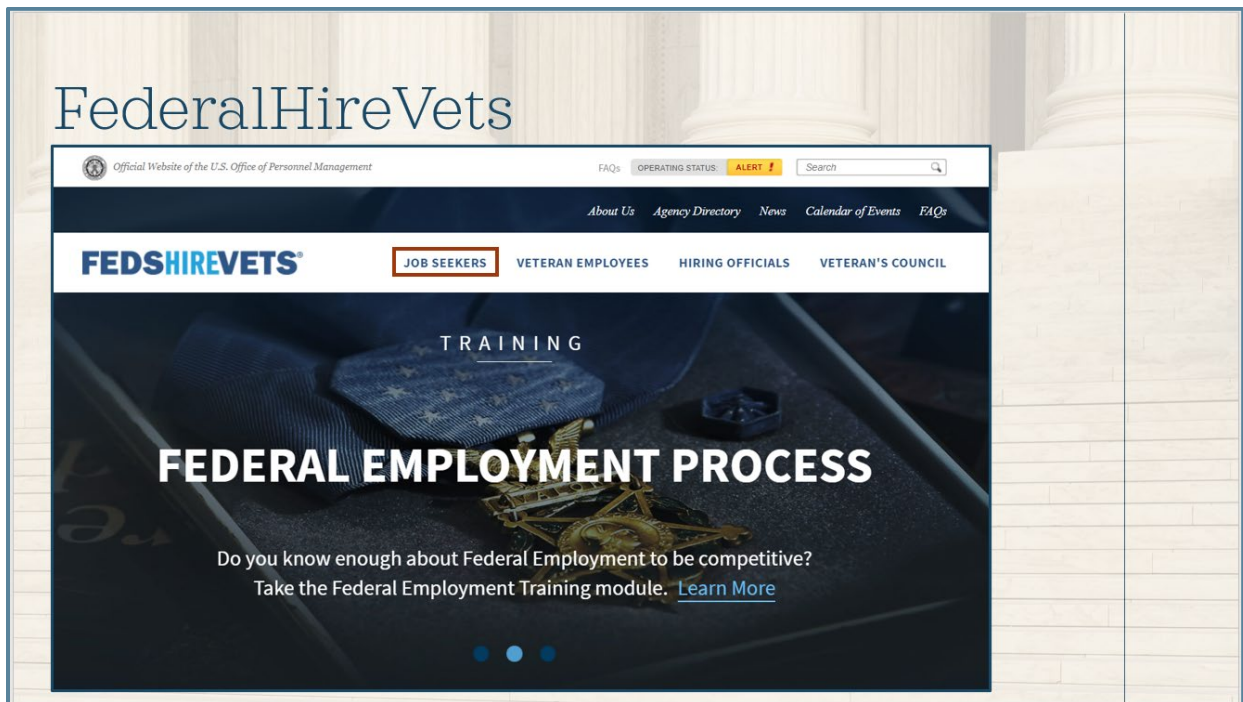 FederalHireVets
Official Website of the U.S. Office of Personnel Management
FAQs OPERATING STATUS: ALERT ! Search
About Us Agency Directory News Calendar of Events FAQs
FEDSHIREVETS®
JOB SEEKERS VETERAN EMPLOYEES HIRING OFFICIALS VETERAN'S COUNCIL
TRAINING
FEDERAL EMPLOYMENT PROCESS
Do you know enough about Federal Employment to be competitive?
Take the Federal Employment Training module. Learn More